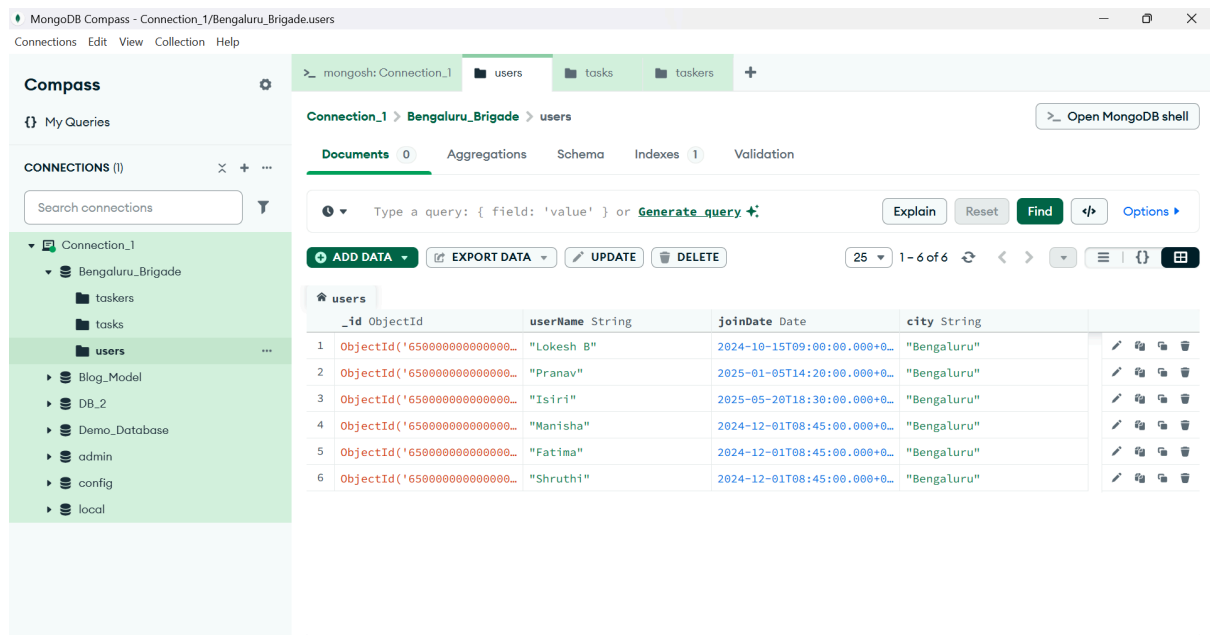 MongoDB Compass - Connection_1/Bengaluru_Brigade.users
Connections Edit View Collection Help
Compass
{} My Queries
CONNECTIONS (1)
Search connections
Connection_1
Bengaluru_Brigade
taskers
tasks
users
Blog_Model
DB_2
Demo_Database
admin
config
local
>_ mongosh: Connection_1 users tasks taskers
Connection_1 > Bengaluru_Brigade > users
>_ Open MongoDB shell
Documents 0 Aggregations Schema Indexes 1 Validation
Type a query: { field: 'value' } or Generate query
Explain Reset Find </> Options
ADD DATA EXPORT DATA UPDATE DELETE
25 1 – 6 of 6 {}
users
_id ObjectId userName String joinDate Date city String
1 ObjectId('650000000000000… "Lokesh B" 2024-10-15T09:00:00.000+0… "Bengaluru"
2 ObjectId('650000000000000… "Pranav" 2025-01-05T14:20:00.000+0… "Bengaluru"
3 ObjectId('650000000000000… "Isiri" 2025-05-20T18:30:00.000+0… "Bengaluru"
4 ObjectId('650000000000000… "Manisha" 2024-12-01T08:45:00.000+0… "Bengaluru"
5 ObjectId('650000000000000… "Fatima" 2024-12-01T08:45:00.000+0… "Bengaluru"
6 ObjectId('650000000000000… "Shruthi" 2024-12-01T08:45:00.000+0… "Bengaluru"